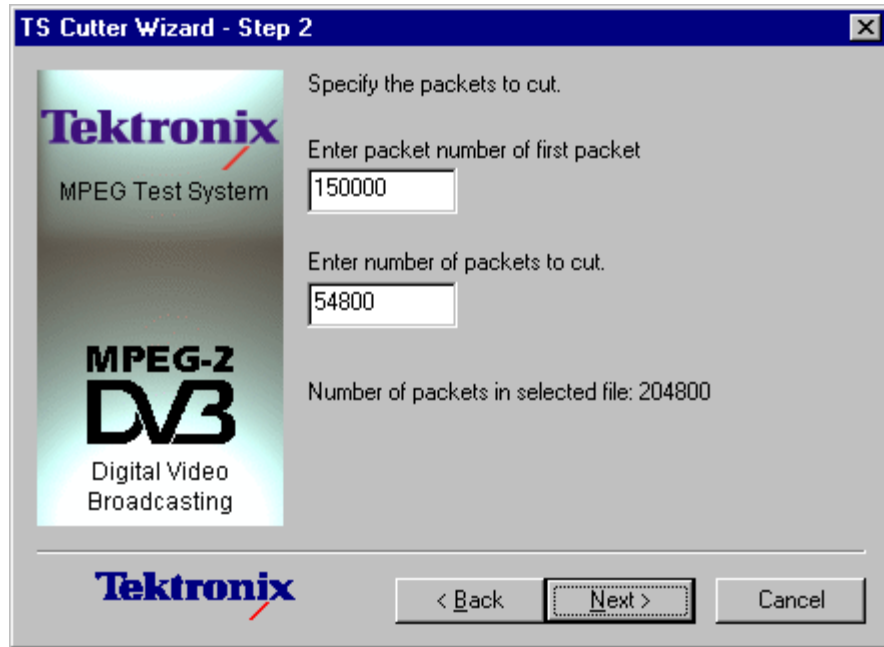 TS Cutter Wizard - Step 2
Tektronix
MPEG Test System
MPEG-2
DVB
Digital Video
Broadcasting
Specify the packets to cut.
Enter packet number of first packet
150000
Enter number of packets to cut.
54800
Number of packets in selected file: 204800
Tektronix
< Back
Next >
Cancel